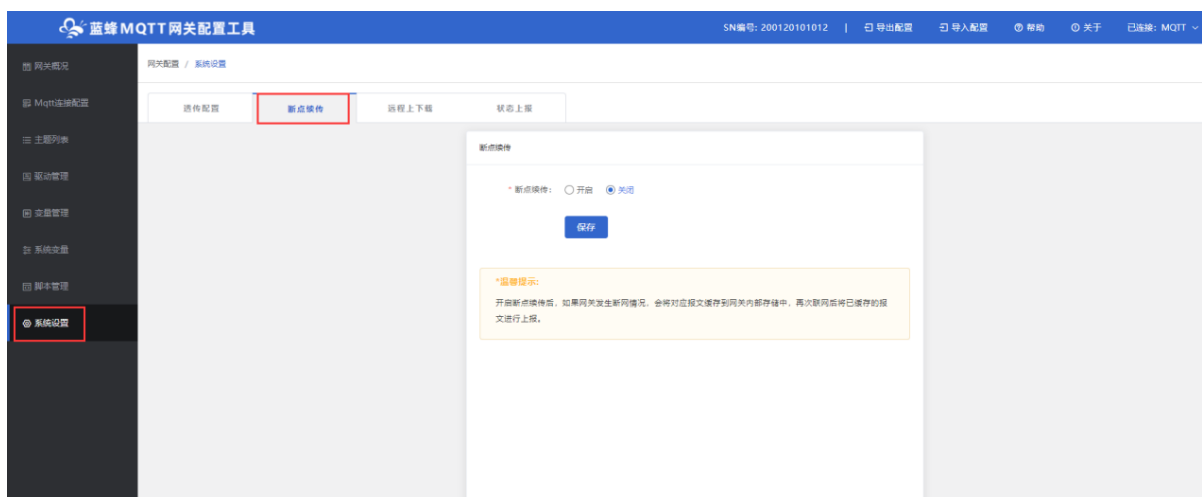 蓝蜂MQTT网关配置工具
SN编号: 200120101012 | 导出配置 导入配置 帮助 关于 已连接: MQTT
网关概况
网关配置 / 系统设置
Mqtt连接配置
透传配置 断点续传 远程上下载 状态上报
主题列表
断点续传
驱动管理
* 断点续传: 开启 关闭
变量管理
保存
系统变量
脚本管理
*温馨提示:
开启断点续传后，如果网关发生断网情况，会将对应报文缓存到网关内部存储中，再次联网后将已缓存的报
文进行上报。
系统设置